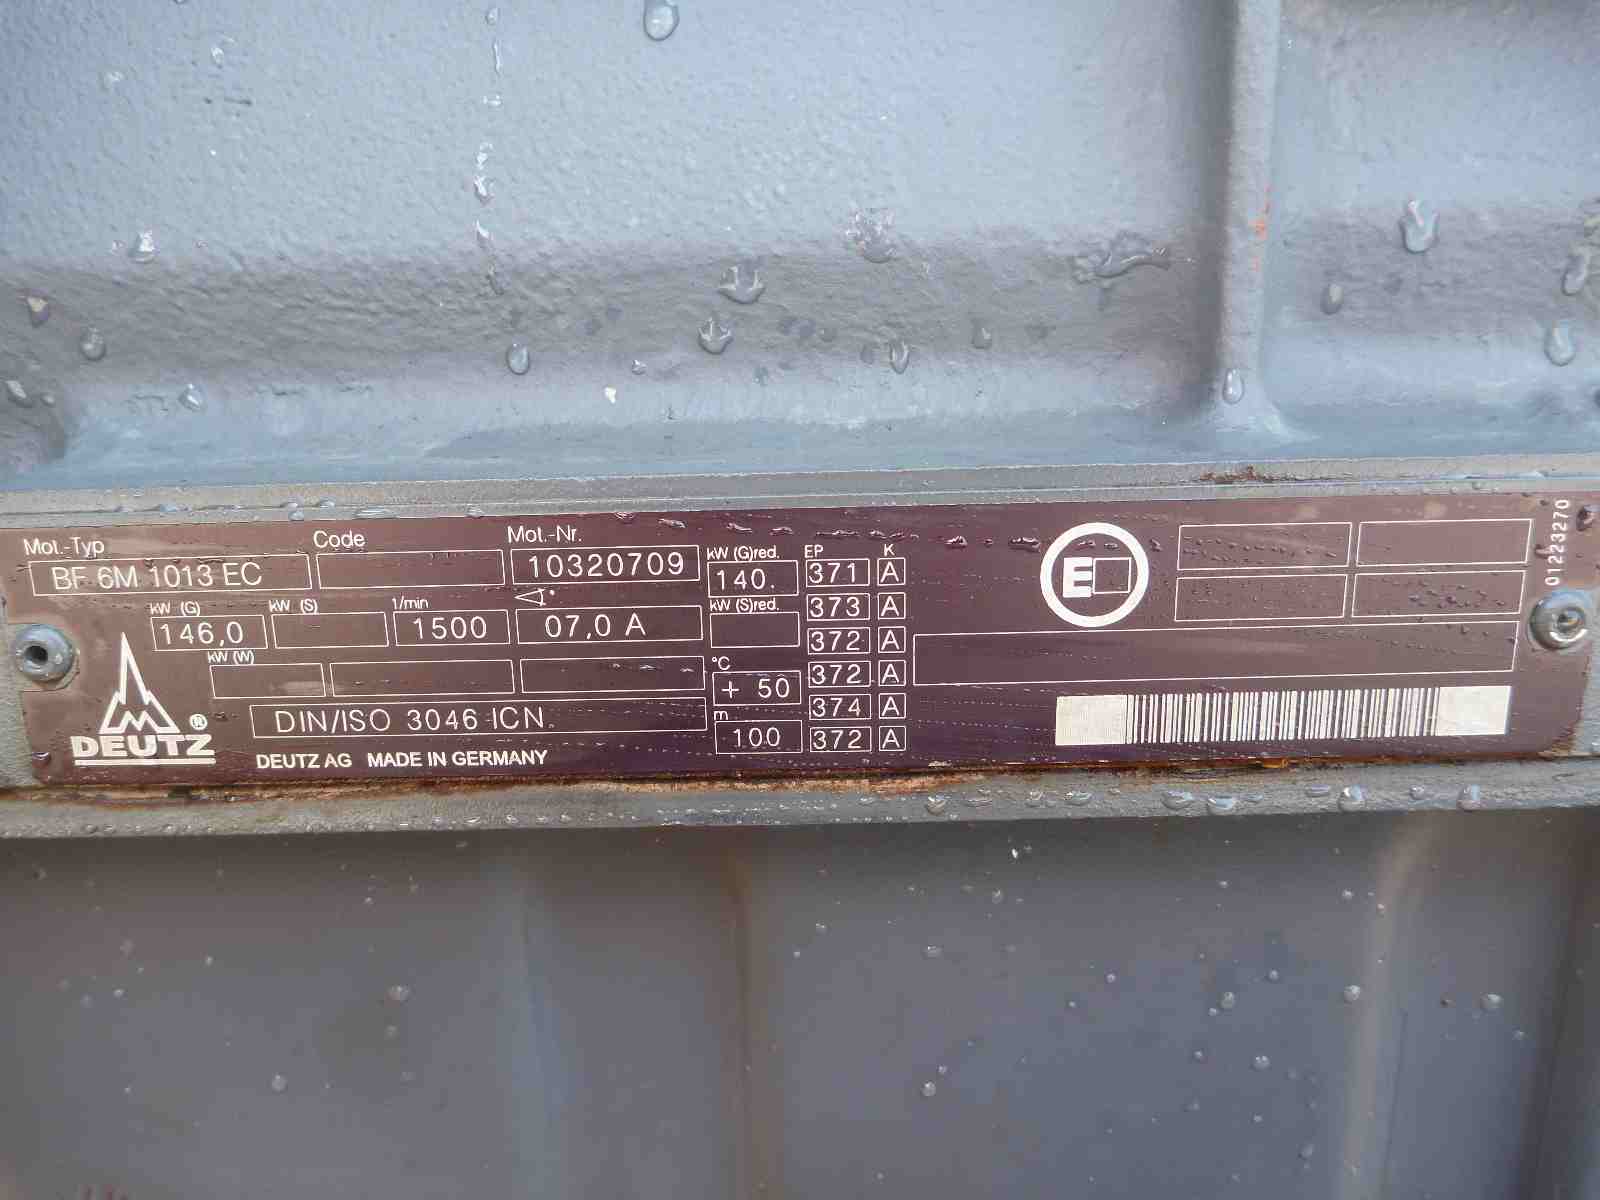 Mot.-Typ Code Mot.-Nr. kW (G)red. EP K
BF 6M 1013 EC 10320709 140. 371 A
kW (G) kW (S) 1/min ° kW (S)red. 373 A
146,0 1500 07,0 A 372 A
kW (W) °C
+ 50 372 A
DIN/ISO 3046 ICN m 374 A
100 372 A
DEUTZ ®
DEUTZ AG MADE IN GERMANY
E
01223270